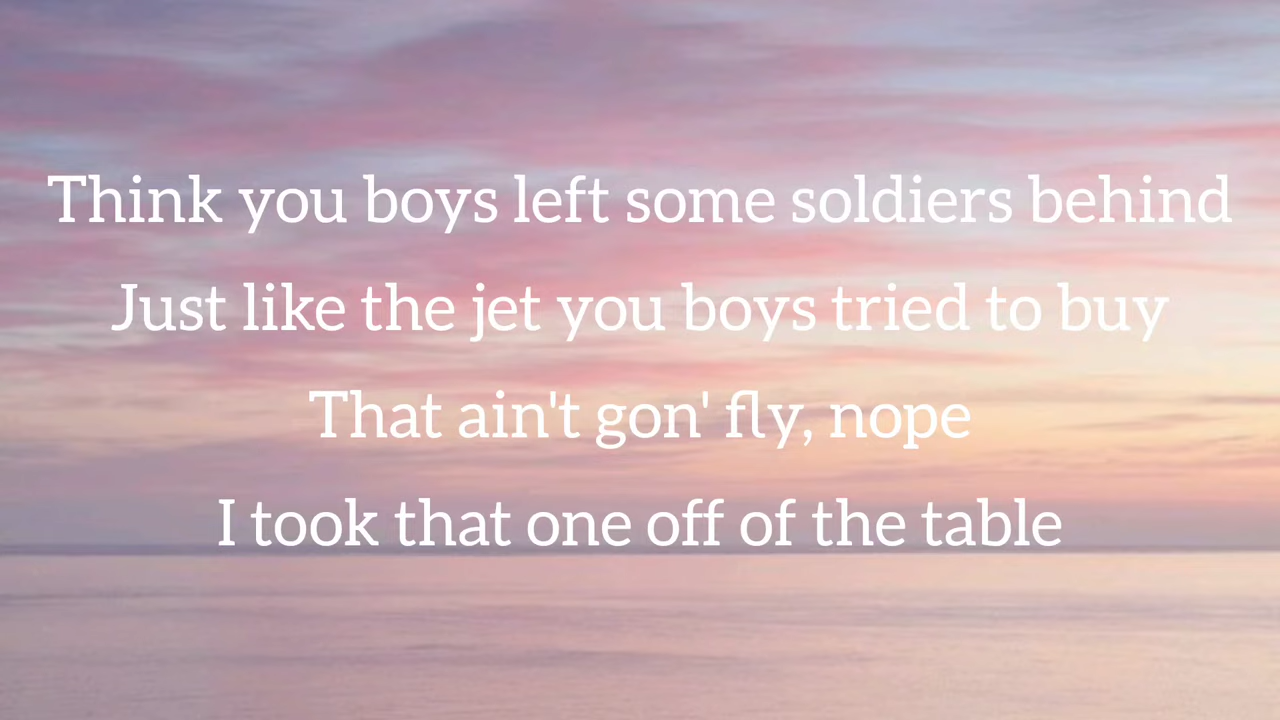 Think you boys left some soldiers behind
Just like the jet you boys tried to buy
That ain't gon' fly, nope
I took that one off of the table